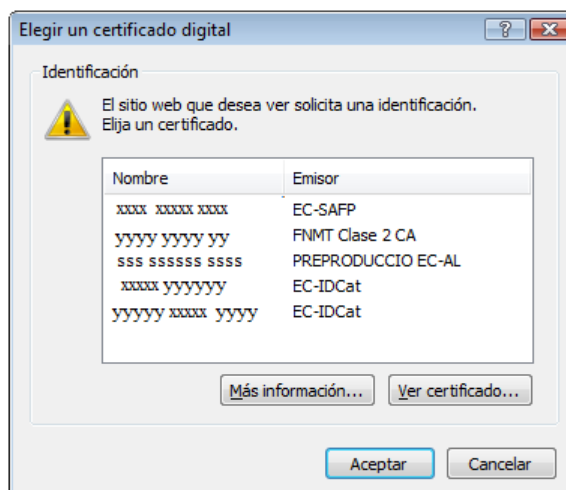 Elegir un certificado digital
Identificación
El sitio web que desea ver solicita una identificación.
Elija un certificado.
Nombre Emisor
xxxx xxxxx xxxx EC-SAFP
yyyy yyyy yy FNMT Clase 2 CA
sss ssssss ssss PREPRODUCCIO EC-AL
xxxxx yyyyyy EC-IDCat
yyyyy xxxxx yyyy EC-IDCat
Más información... Ver certificado...
Aceptar Cancelar